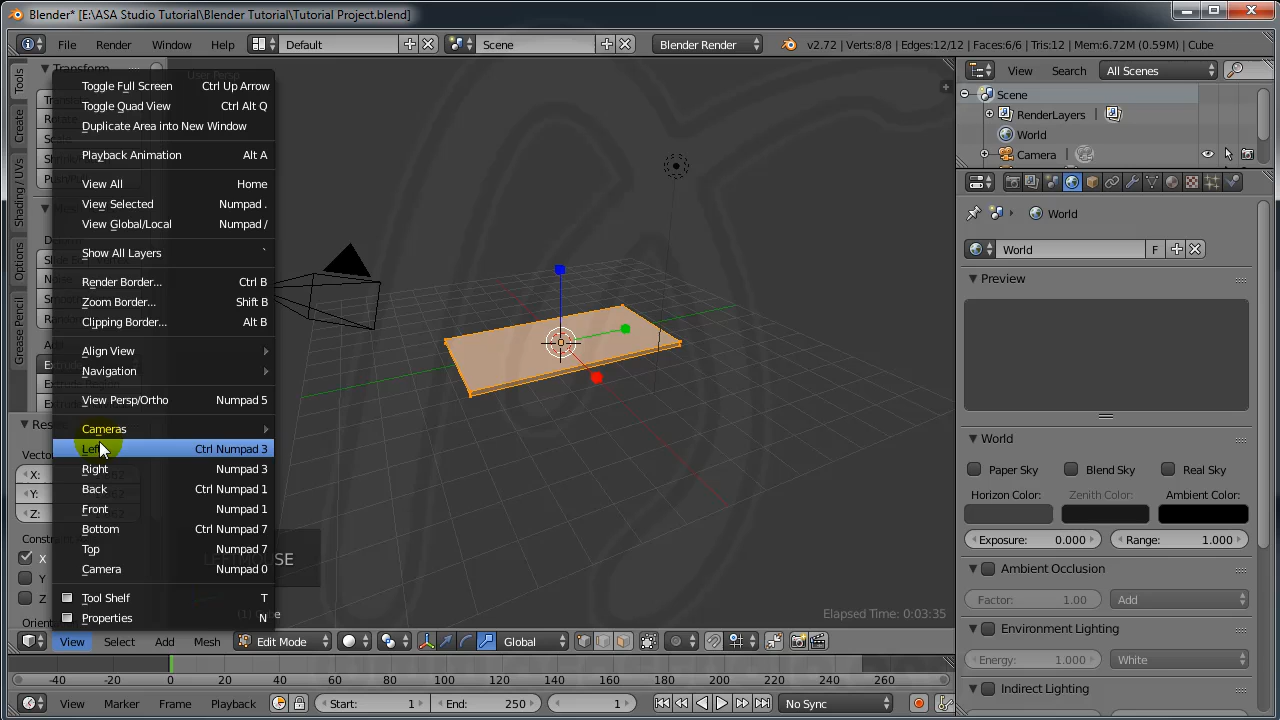 Blender* [E:\ASA Studio Tutorial\Blender Tutorial\Tutorial Project.blend]
File Render Window Help Default Scene Blender Render v2.72 | Verts:8/8 | Edges:12/12 | Faces:6/6 | Tris:12 | Mem:6.72M (0.59M) | Cube
Tools
Create
Shading / UVs
Options
Grease Pencil
Transform
User Persp
Toggle Full Screen Ctrl Up Arrow
Toggle Quad View Ctrl Alt Q
Duplicate Area into New Window
Playback Animation Alt A
View All Home
View Selected Numpad .
View Global/Local Numpad /
Show All Layers `
Render Border... Ctrl B
Zoom Border... Shift B
Clipping Border... Alt B
Align View
Navigation
View Persp/Ortho Numpad 5
Cameras
Left Ctrl Numpad 3
Right Numpad 3
Back Ctrl Numpad 1
Front Numpad 1
Bottom Ctrl Numpad 7
Top Numpad 7
Camera Numpad 0
Tool Shelf T
Properties N
X:
Y:
Z:
X
Y
Z
Elapsed Time: 0:03:35
View Select Add Mesh Edit Mode Global
-40 -20 0 20 40 60 80 100 120 140 160 180 200 220 240 260
View Marker Frame Playback Start: 1 End: 250 1 No Sync
View Search All Scenes
Scene
RenderLayers |
World
Camera |
World
World F
Preview
World
Paper Sky Blend Sky Real Sky
Horizon Color: Zenith Color: Ambient Color:
Exposure: 0.000 Range: 1.000
Ambient Occlusion
Factor: 1.00 Add
Environment Lighting
Energy: 1.000 White
Indirect Lighting